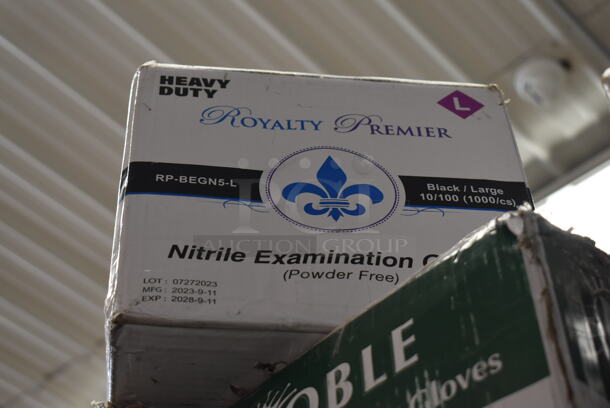 HEAVY
DUTY
L
ROYALTY PREMIER
RP-BEGN5-L
Black / Large
10/100 (1000/cs)
AUCTION GROUP
Nitrile Examination
(Powder Free)
LOT : 07272023
MFG : 2023-9-11
EXP : 2028-9-11
OBLE
Gloves